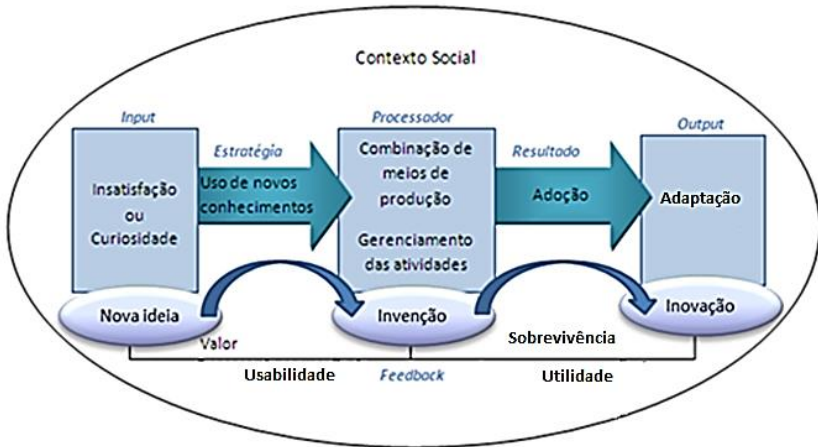 Contexto Social
Input
Processador
Output
Estratégia
Resultado
Insatisfação
ou
Curiosidade
Uso de novos
conhecimentos
Combinação de
meios de
produção
Gerenciamento
das atividades
Adoção
Adaptação
Nova ideia
Invenção
Inovação
Valor
Sobrevivência
Usabilidade
Feedback
Utilidade